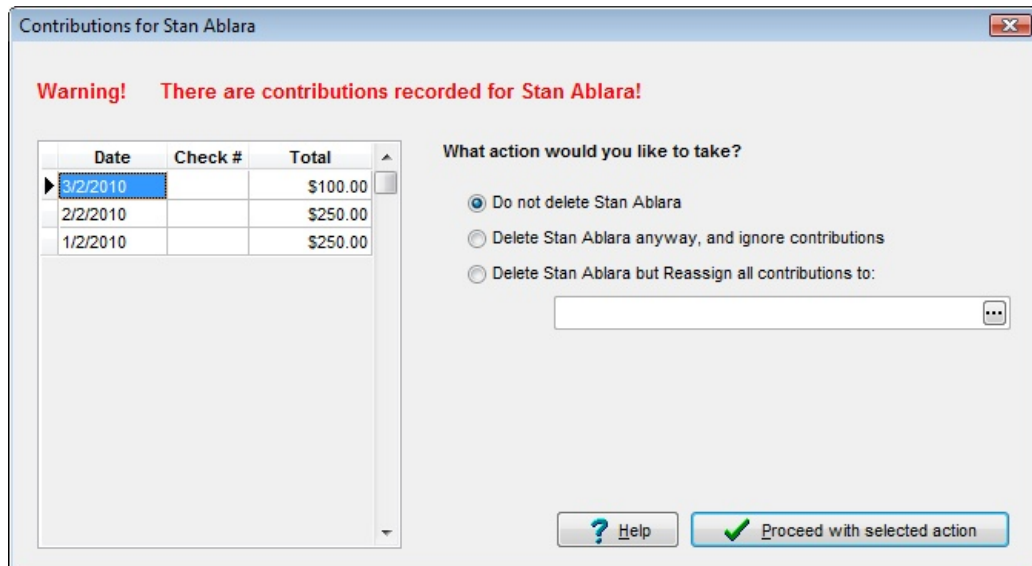 Contributions for Stan Ablara
Warning! There are contributions recorded for Stan Ablara!
Date Check # Total
3/2/2010 $100.00
2/2/2010 $250.00
1/2/2010 $250.00
What action would you like to take?
Do not delete Stan Ablara
Delete Stan Ablara anyway, and ignore contributions
Delete Stan Ablara but Reassign all contributions to:
...
? Help
Proceed with selected action